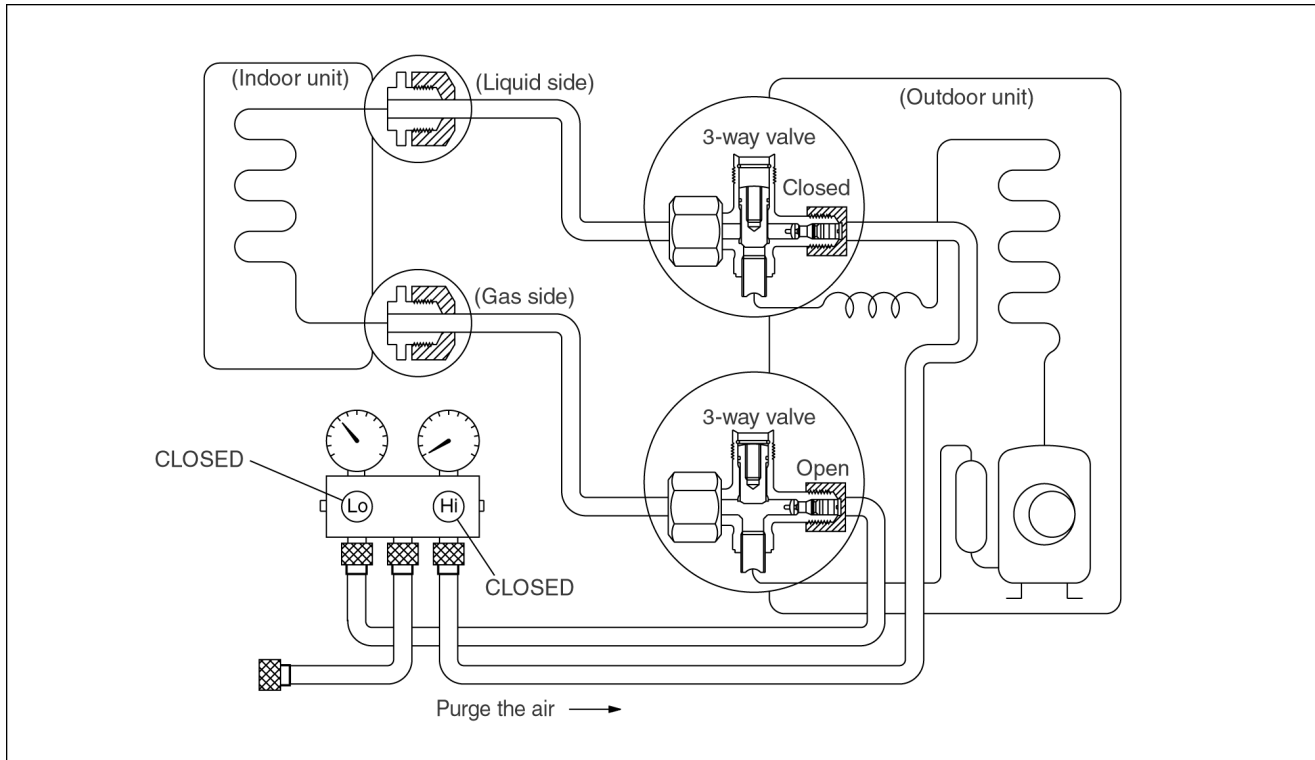 (Indoor unit)
(Liquid side)
(Outdoor unit)
3-way valve
Closed
(Gas side)
3-way valve
Open
CLOSED
Lo
Hi
CLOSED
Purge the air